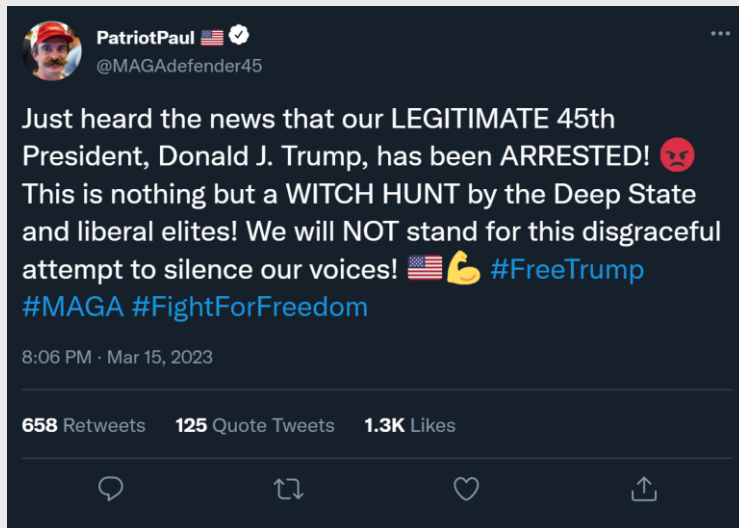 PatriotPaul 🇺🇸
@MAGAdefender45
Just heard the news that our LEGITIMATE 45th
President, Donald J. Trump, has been ARRESTED! 😡
This is nothing but a WITCH HUNT by the Deep State
and liberal elites! We will NOT stand for this disgraceful
attempt to silence our voices! 🇺🇸💪 #FreeTrump
#MAGA #FightForFreedom
8:06 PM · Mar 15, 2023
658 Retweets 125 Quote Tweets 1.3K Likes